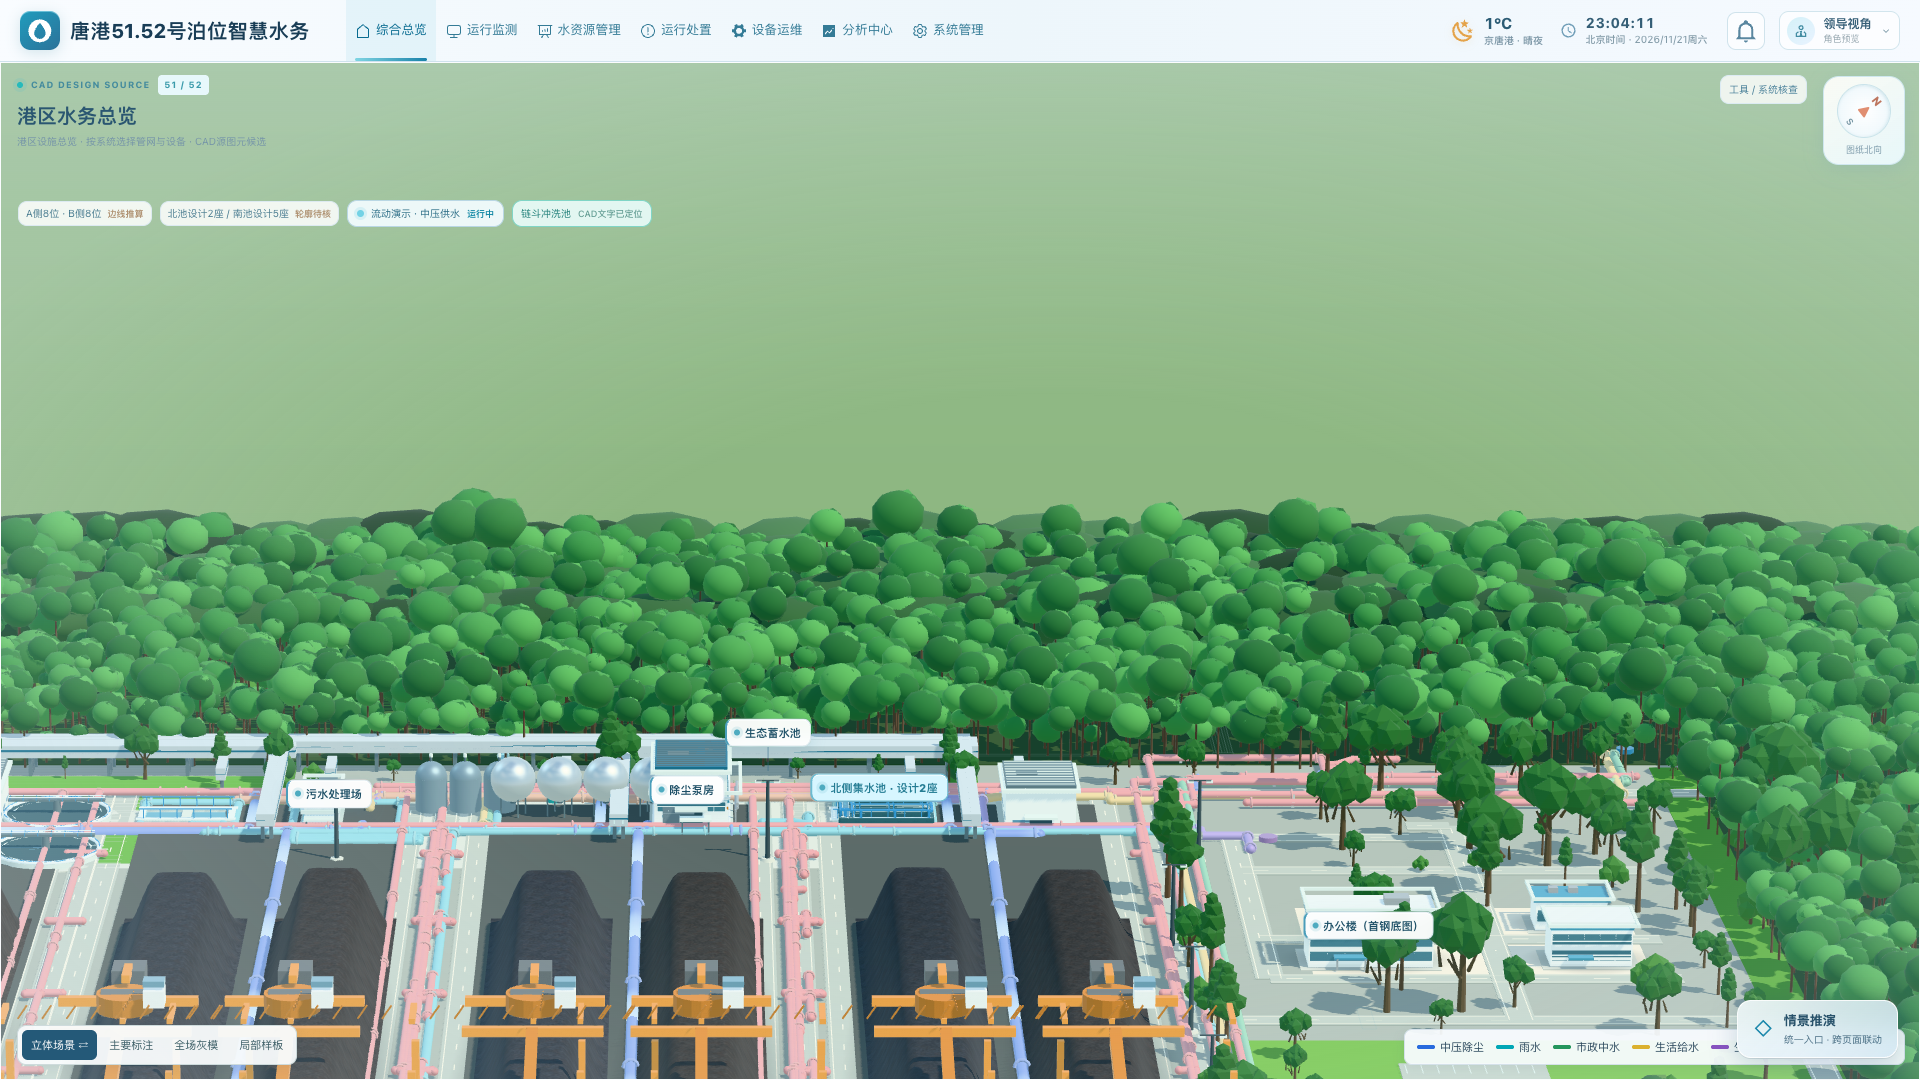 唐港51.52号泊位智慧水务
综合总览
运行监测
水资源管理
运行处置
设备运维
分析中心
系统管理
1°C
京唐港 · 晴夜
23:04:11
北京时间 · 2026/11/21周六
领导视角
角色预览
CAD DESIGN SOURCE
51 / 52
港区水务总览
港区设施总览 · 按系统选择管网与设备 · CAD源图元候选
工具 / 系统核查
N
S
图纸北向
A侧8位 · B侧8位 边线推算
北池设计2座 / 南池设计5座 轮廓待核
流动演示 · 中压供水 运行中
链斗冲洗池 CAD文字已定位
生态蓄水池
污水处理场
除尘泵房
北侧集水池 · 设计2座
办公楼（首钢底图）
立体场景
主要标注
全场灰模
局部样板
中压除尘
雨水
市政中水
生活给水
情景推演
统一入口 · 跨页面联动